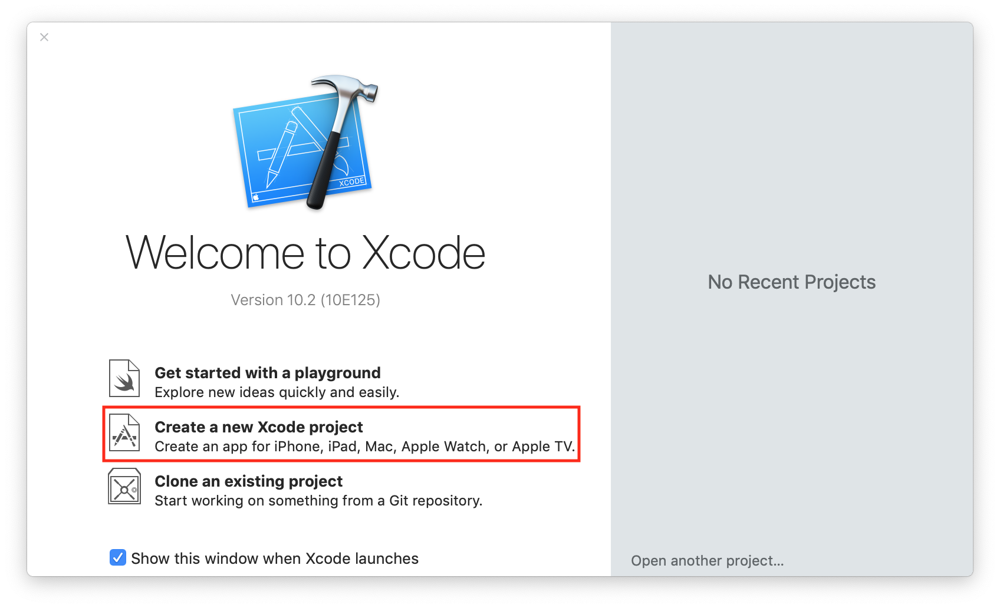 XCODE
Welcome to Xcode
Version 10.2 (10E125)
Get started with a playground
Explore new ideas quickly and easily.
Create a new Xcode project
Create an app for iPhone, iPad, Mac, Apple Watch, or Apple TV.
Clone an existing project
Start working on something from a Git repository.
Show this window when Xcode launches
No Recent Projects
Open another project...